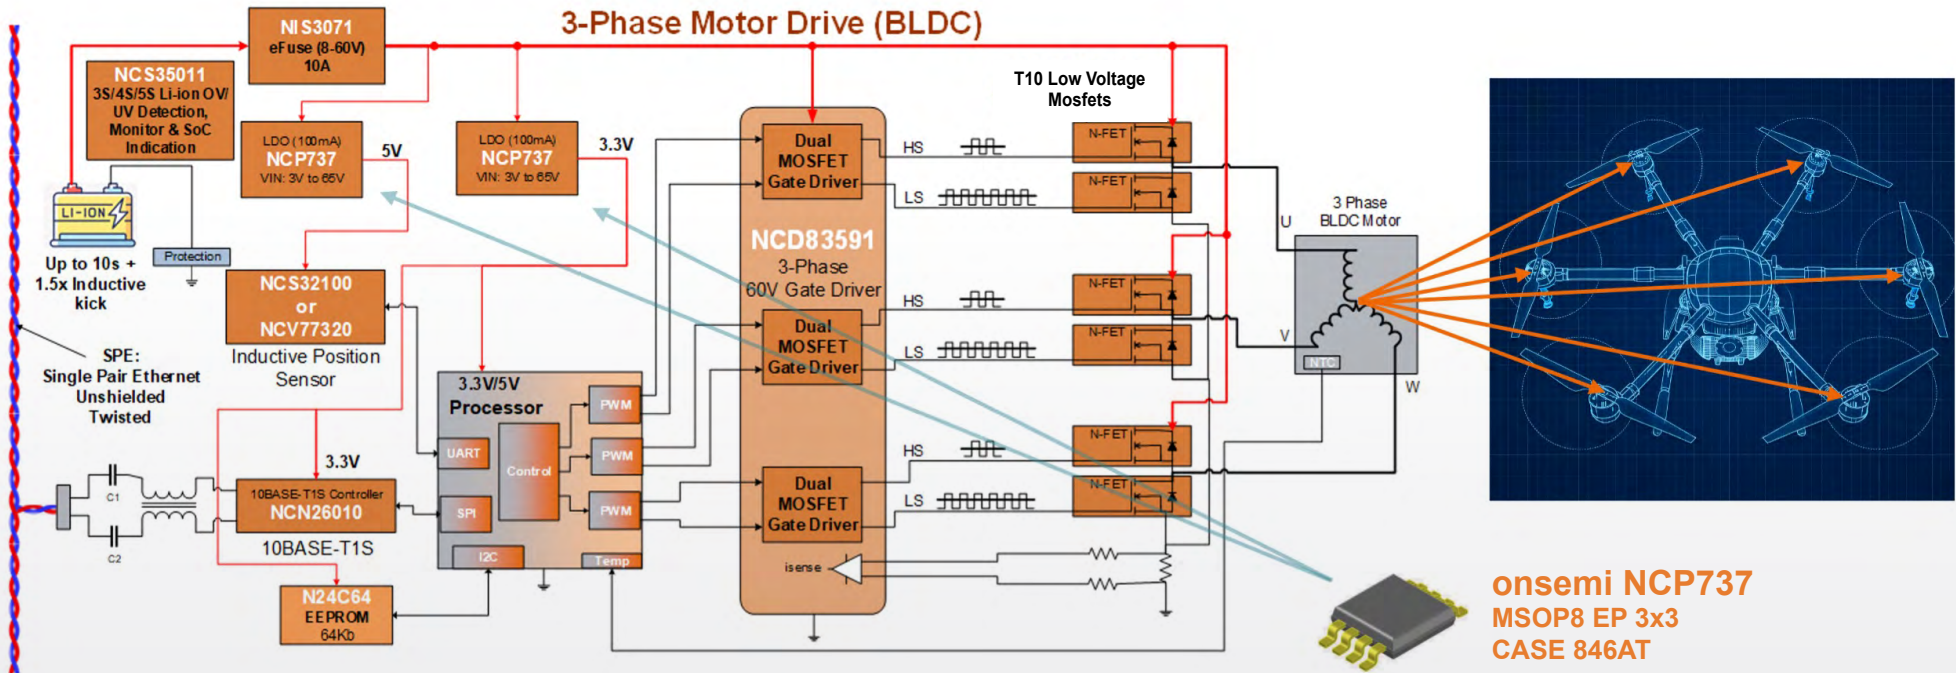 3-Phase Motor Drive (BLDC)
NIS3071
eFuse (8-60V)
10A
NCS35011
3S/4S/5S Li-ion OV/
UV Detection,
Monitor & SoC
Indication
LDO (100mA)
NCP737
VIN: 3V to 65V
5V
LDO (100mA)
NCP737
VIN: 3V to 65V
3.3V
LI-ION
Protection
Up to 10s +
1.5x Inductive
kick
NCS32100
or
NCV77320
Inductive Position
Sensor
SPE:
Single Pair Ethernet
Unshielded
Twisted
C1
C2
3.3V
10BASE-T1S Controller
NCN26010
10BASE-T1S
N24C64
EEPROM
64Kb
3.3V/5V
Processor
UART
Control
SPI
I2C
PWM
PWM
PWM
Temp
Dual
MOSFET
Gate Driver
NCD83591
3-Phase
60V Gate Driver
Dual
MOSFET
Gate Driver
Dual
MOSFET
Gate Driver
isense
HS
LS
HS
LS
HS
LS
T10 Low Voltage
Mosfets
N-FET
N-FET
N-FET
N-FET
N-FET
N-FET
3 Phase
BLDC Motor
U
V
W
NTC
onsemi NCP737
MSOP8 EP 3x3
CASE 846AT